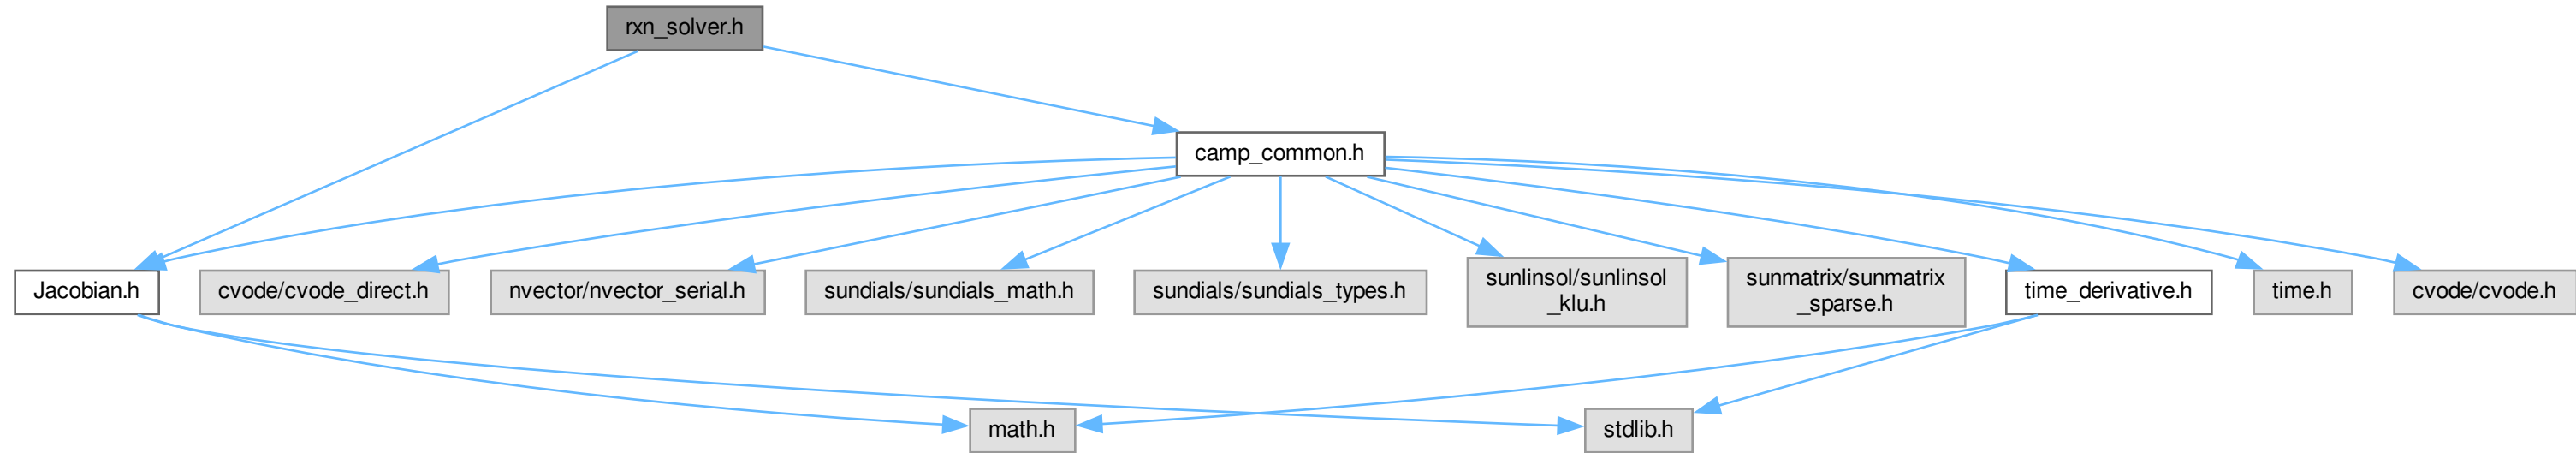 rxn_solver.h
camp_common.h
Jacobian.h
cvode/cvode_direct.h
nvector/nvector_serial.h
sundials/sundials_math.h
sundials/sundials_types.h
sunlinsol/sunlinsol
_klu.h
sunmatrix/sunmatrix
_sparse.h
time_derivative.h
time.h
cvode/cvode.h
math.h
stdlib.h